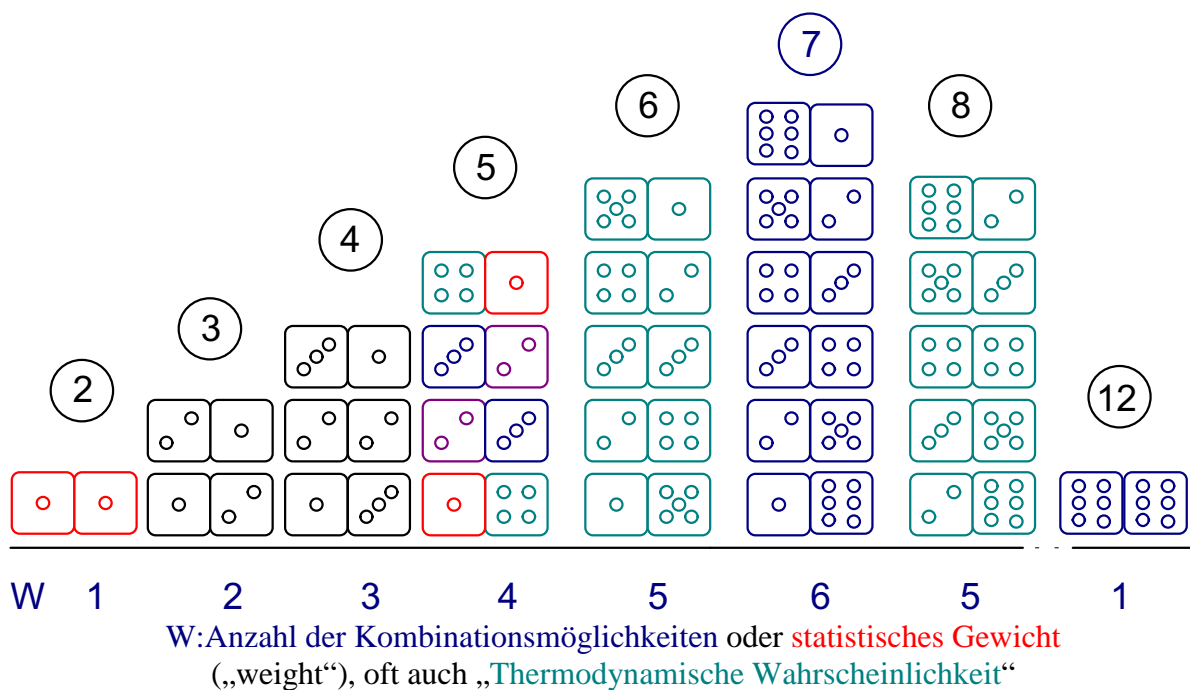 7
6
8
5
4
3
2
12
W 1 2 3 4 5 6 5 1
W:Anzahl der Kombinationsmöglichkeiten oder statistisches Gewicht
(„weight“), oft auch „Thermodynamische Wahrscheinlichkeit“